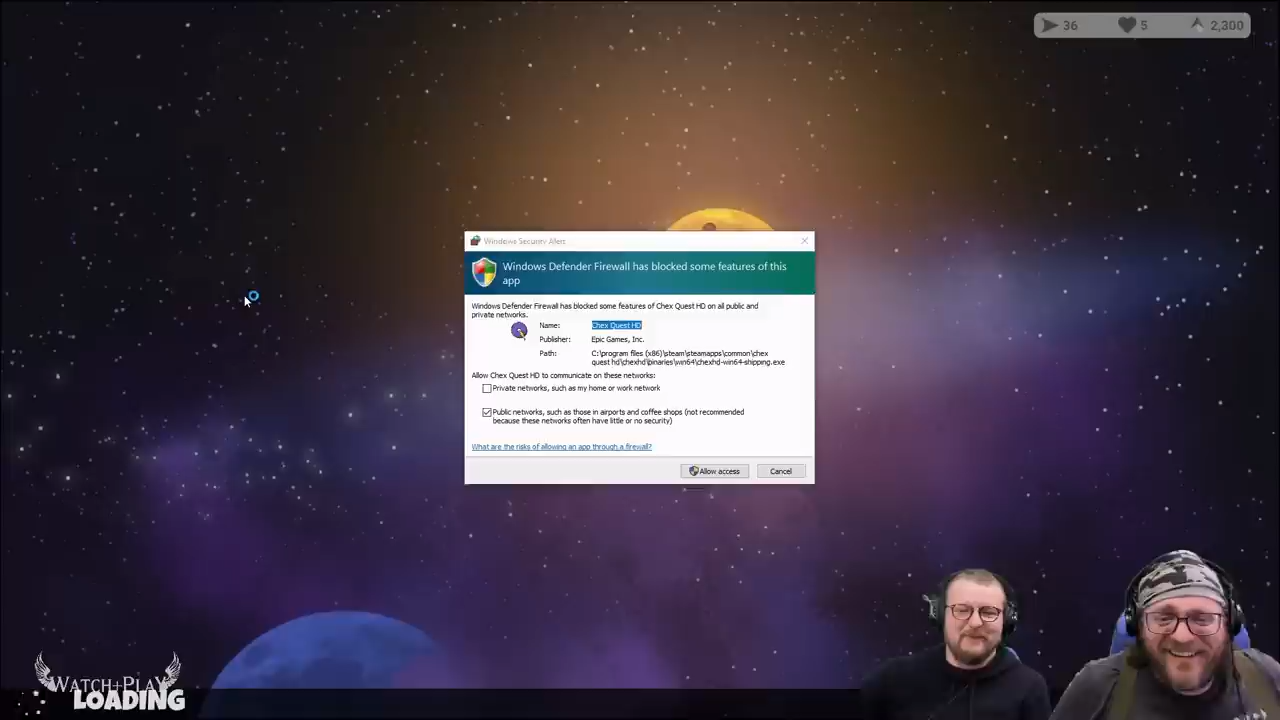 36 5 2,300
Windows Security Alert
Windows Defender Firewall has blocked some features of this
app
Windows Defender Firewall has blocked some features of Chex Quest HD on all public and
private networks.
Name: Chex Quest HD
Publisher: Epic Games, Inc.
Path: C:\program files (x86)\steam\steamapps\common\chex
quest hd\chexhd\binaries\win64\chexhd-win64-shipping.exe
Allow Chex Quest HD to communicate on these networks:
Private networks, such as my home or work network
Public networks, such as those in airports and coffee shops (not recommended
because these networks often have little or no security)
What are the risks of allowing an app through a firewall?
Allow access Cancel
WATCH+PLAY
LOADING